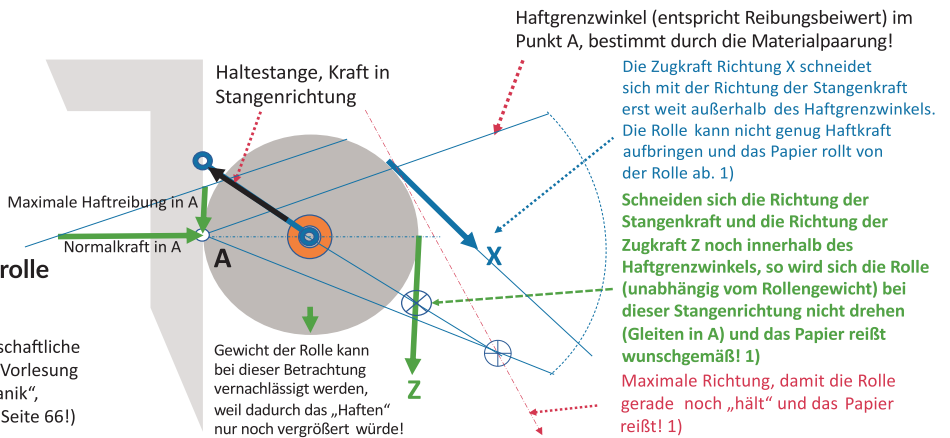 Haftgrenzwinkel (entspricht Reibungsbeiwert) im
Punkt A, bestimmt durch die Materialpaarung!
Haltestange, Kraft in
Stangenrichtung
Die Zugkraft Richtung X schneidet
sich mit der Richtung der Stangenkraft
erst weit außerhalb des Haftgrenzwinkels.
Die Rolle kann nicht genug Haftkraft
aufbringen und das Papier rollt von
der Rolle ab. 1)
Maximale Haftreibung in A
Normalkraft in A
A
X
rolle
Schneiden sich die Richtung der
Stangenkraft und die Richtung der
Zugkraft Z noch innerhalb des
Haftgrenzwinkels, so wird sich die Rolle
(unabhängig vom Rollengewicht) bei
dieser Stangenrichtung nicht drehen
(Gleiten in A) und das Papier reißt
wunschgemäß! 1)
schaftliche
Vorlesung
anik“,
Seite 66!)
Gewicht der Rolle kann
bei dieser Betrachtung
vernachlässigt werden,
weil dadurch das „Haften“
nur noch vergrößert würde!
Z
Maximale Richtung, damit die Rolle
gerade noch „hält“ und das Papier
reißt! 1)